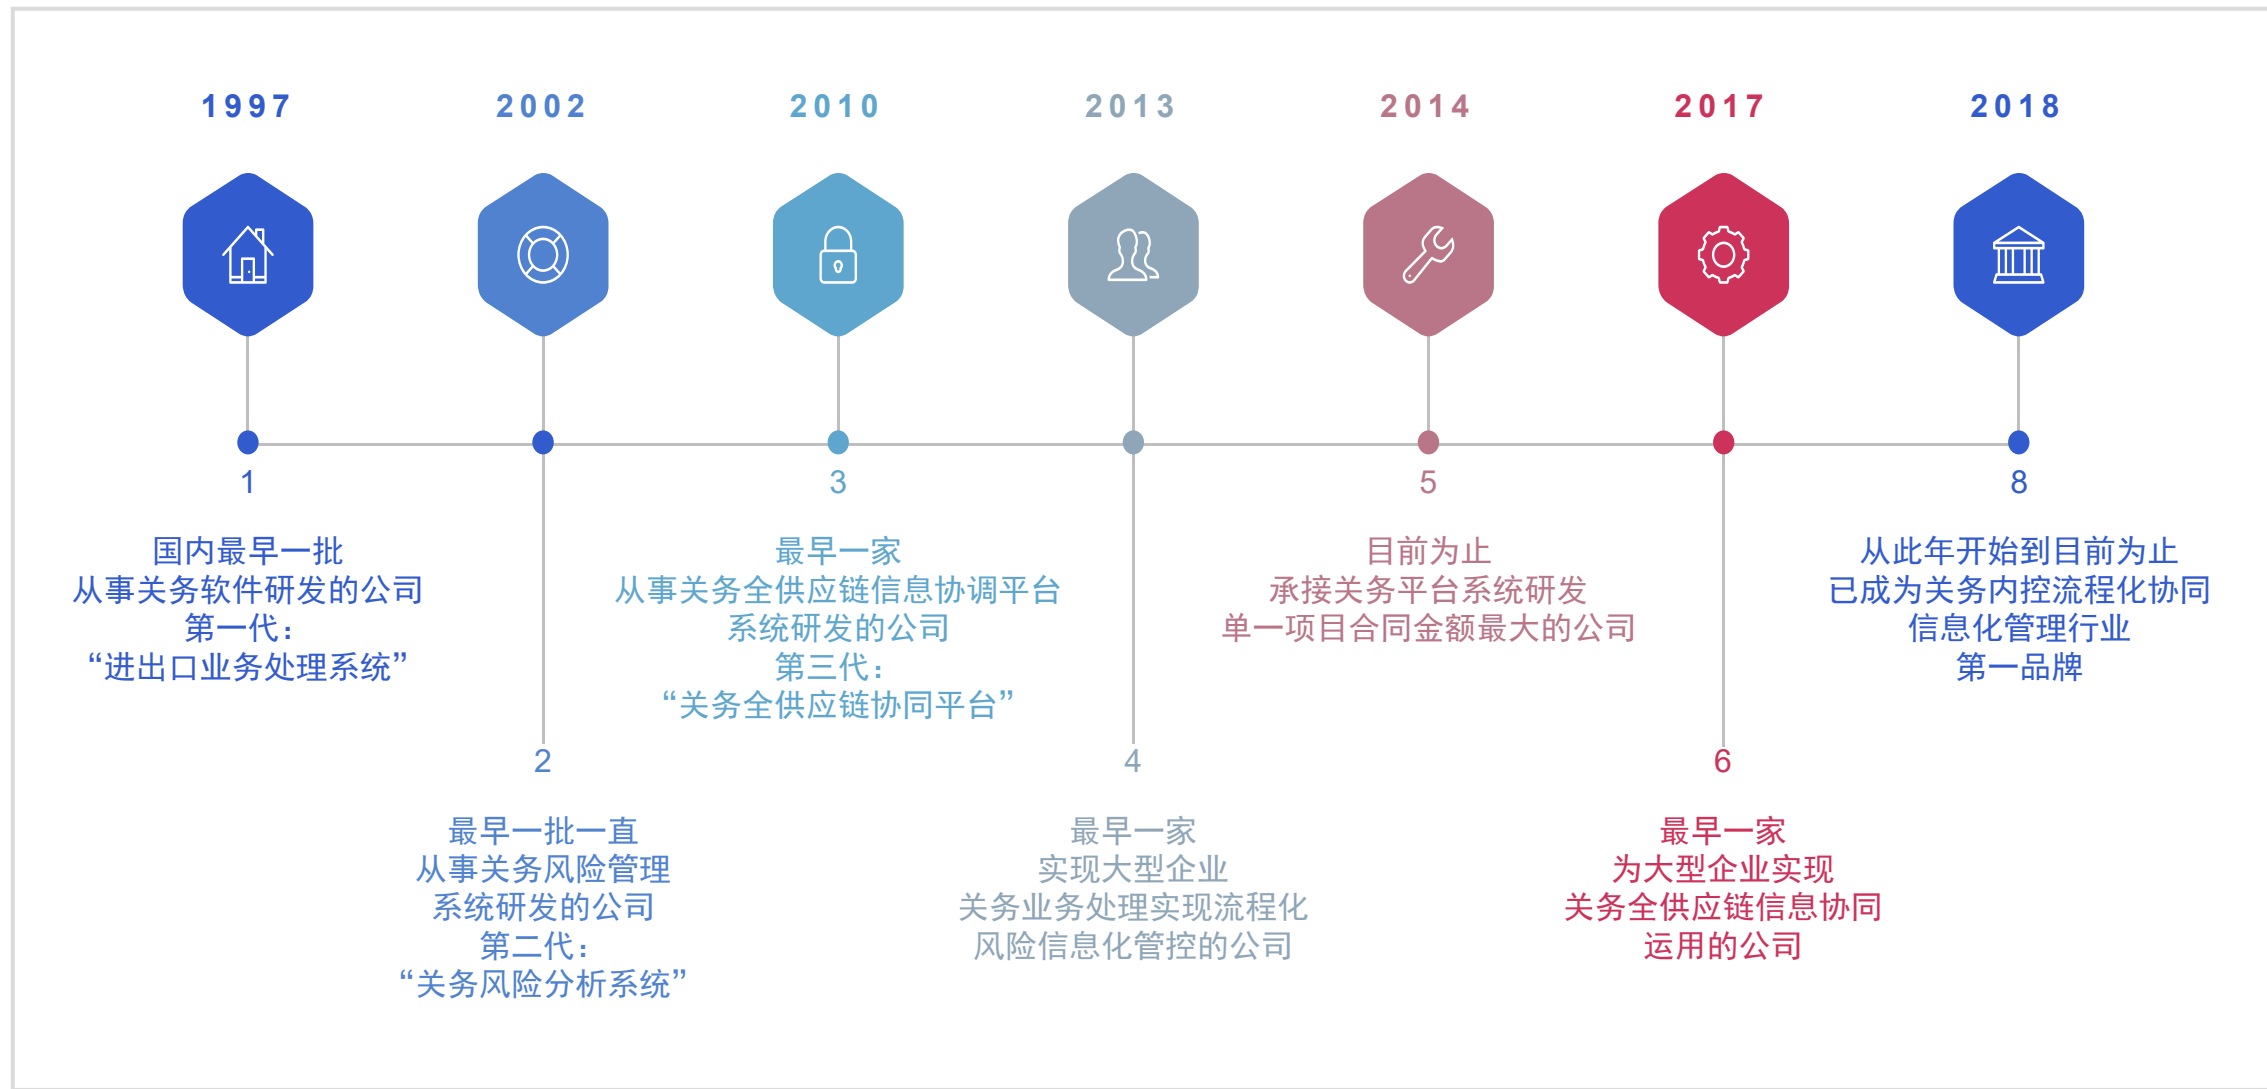 1997
2002
2010
2013
2014
2017
2018
1
国内最早一批
从事关务软件研发的公司
第一代：
“进出口业务处理系统”
2
最早一批一直
从事关务风险管理
系统研发的公司
第二代：
“关务风险分析系统”
3
最早一家
从事关务全供应链信息协调平台
系统研发的公司
第三代：
“关务全供应链协同平台”
4
最早一家
实现大型企业
关务业务处理实现流程化
风险信息化管控的公司
5
目前为止
承接关务平台系统研发
单一项目合同金额最大的公司
6
最早一家
为大型企业实现
关务全供应链信息协同
运用的公司
8
从此年开始到目前为止
已成为关务内控流程化协同
信息化管理行业
第一品牌